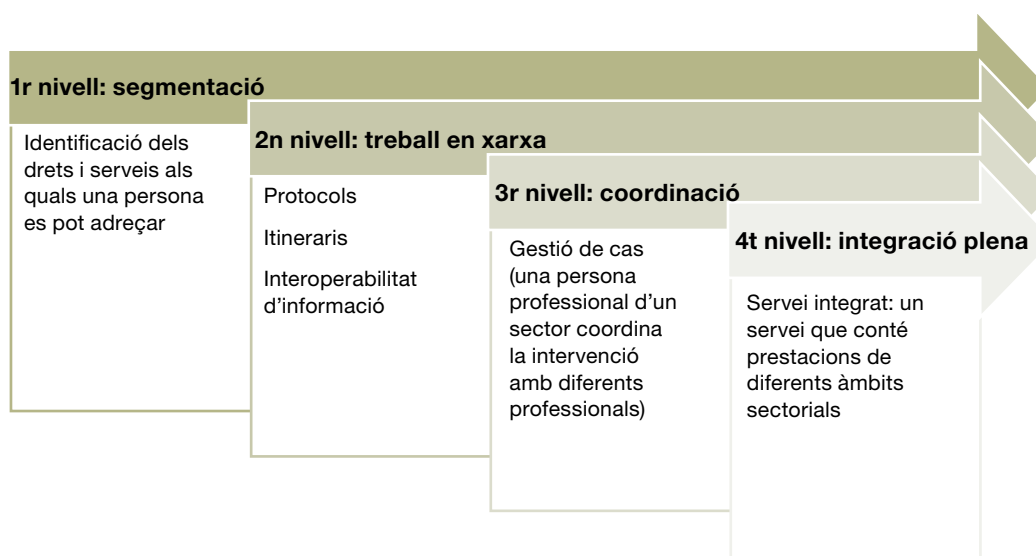 1r nivell: segmentació
Identificació dels
drets i serveis als
quals una persona
es pot adreçar
2n nivell: treball en xarxa
Protocols
Itineraris
Interoperabilitat
d’informació
3r nivell: coordinació
Gestió de cas
(una persona
professional d’un
sector coordina
la intervenció
amb diferents
professionals)
4t nivell: integració plena
Servei integrat: un
servei que conté
prestacions de
diferents àmbits
sectorials